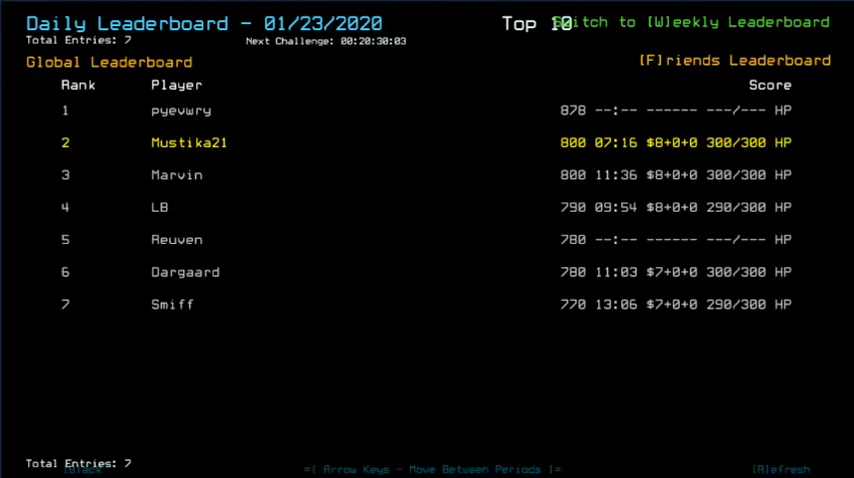 Daily Leaderboard - 01/23/2020 Top 10 Switch to [W]eekly Leaderboard
Total Entries: 7 Next Challenge: 00:20:30:03
Global Leaderboard [F]riends Leaderboard
Rank Player Score
1 pyevwry 878 --:-- ------ ---/--- HP
2 Mustika21 800 07:16 $8+0+0 300/300 HP
3 Marvin 800 11:36 $8+0+0 300/300 HP
4 LB 790 09:54 $8+0+0 290/300 HP
5 Reuven 780 --:-- ------ ---/--- HP
6 Dargaard 780 11:03 $7+0+0 300/300 HP
7 Smiff 770 13:06 $7+0+0 290/300 HP
Total Entries: 7
[B]ack =[ Arrow Keys - Move Between Periods ]= [R]efresh